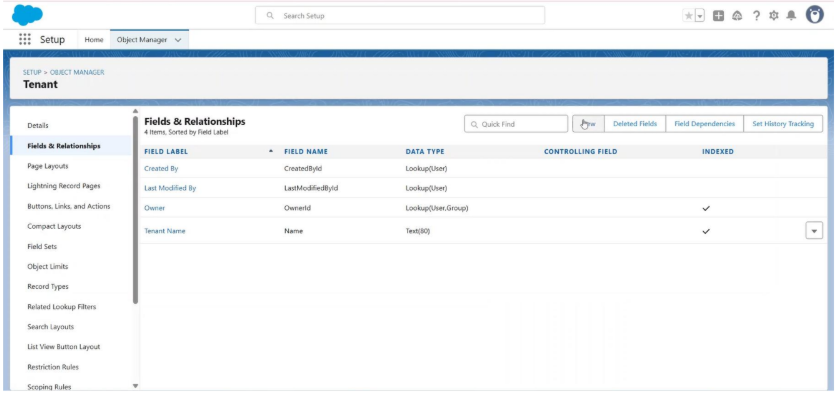 Search Setup
Setup
Home
Object Manager
SETUP > OBJECT MANAGER
Tenant
Details
Fields & Relationships
Page Layouts
Lightning Record Pages
Buttons, Links, and Actions
Compact Layouts
Field Sets
Object Limits
Record Types
Related Lookup Filters
Search Layouts
List View Button Layout
Restriction Rules
Scoping Rules
Fields & Relationships
4 Items, Sorted by Field Label
Quick Find
Deleted Fields
Field Dependencies
Set History Tracking
FIELD LABEL FIELD NAME DATA TYPE CONTROLLING FIELD INDEXED
Created By CreatedById Lookup(User)
Last Modified By LastModifiedById Lookup(User)
Owner OwnerId Lookup(User,Group)
Tenant Name Name Text(80)